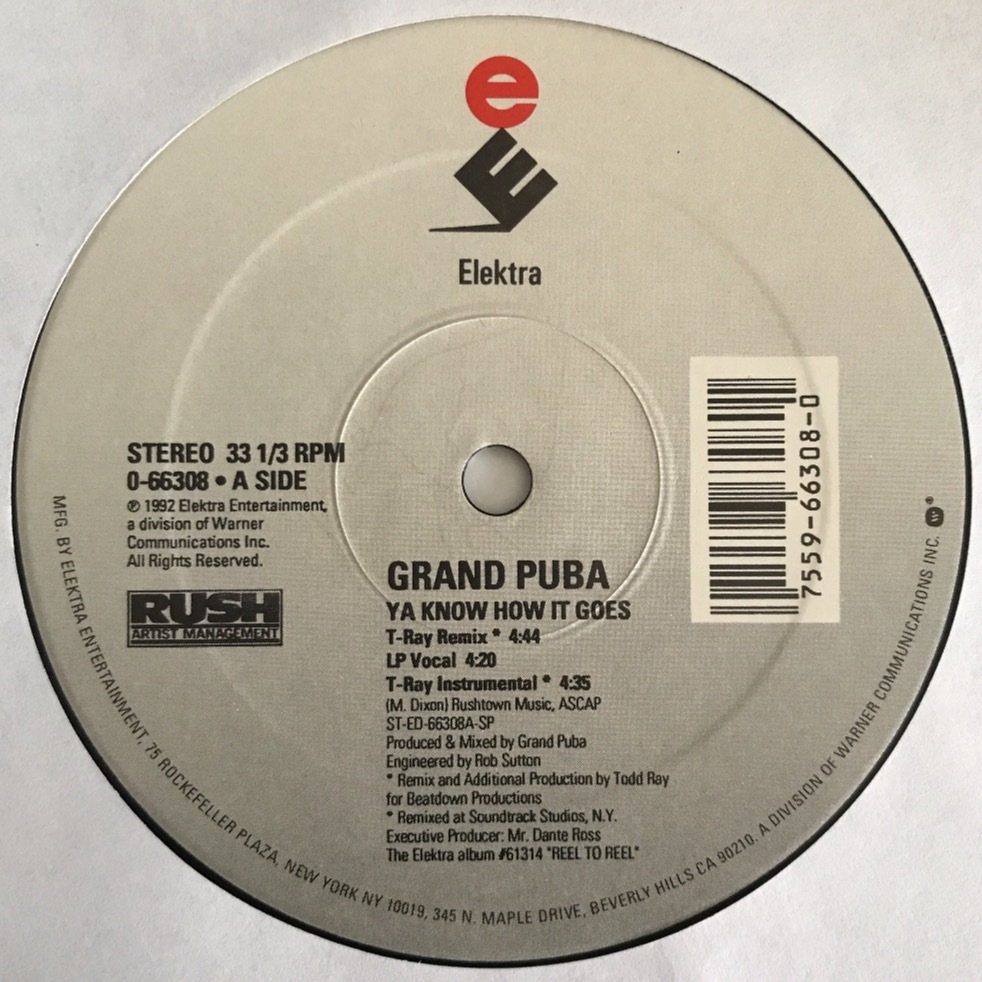 e
E
Elektra
STEREO 33 1/3 RPM
0-66308 • A SIDE
℗ 1992 Elektra Entertainment,
a division of Warner
Communications Inc.
All Rights Reserved.
RUSH
ARTIST MANAGEMENT
7559-66308-0
GRAND PUBA
YA KNOW HOW IT GOES
T-Ray Remix * 4:44
LP Vocal 4:20
T-Ray Instrumental * 4:35
(M. Dixon) Rushtown Music, ASCAP
ST-ED-66308A-SP
Produced & Mixed by Grand Puba
Engineered by Rob Sutton
* Remix and Additional Production by Todd Ray
for Beatdown Productions
* Remixed at Soundtrack Studios, N.Y.
Executive Producer: Mr. Dante Ross
The Elektra album #61314 "REEL TO REEL"
MFG. BY ELEKTRA ENTERTAINMENT, 75 ROCKEFELLER PLAZA, NEW YORK NY 10019, 345 N. MAPLE DRIVE, BEVERLY HILLS CA 90210. A DIVISION OF WARNER COMMUNICATIONS INC. ®